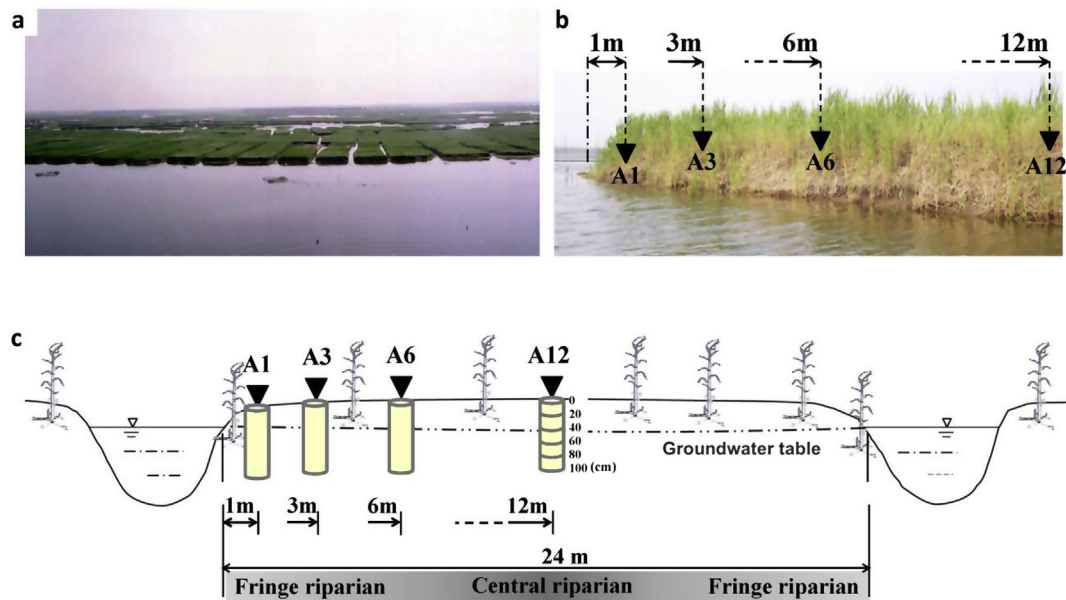 a
b
1m 3m 6m 12m
A1 A3 A6 A12
c
A1 A3 A6 A12
0
20
40
60
80
100 (cm)
Groundwater table
1m 3m 6m 12m
24 m
Fringe riparian Central riparian Fringe riparian